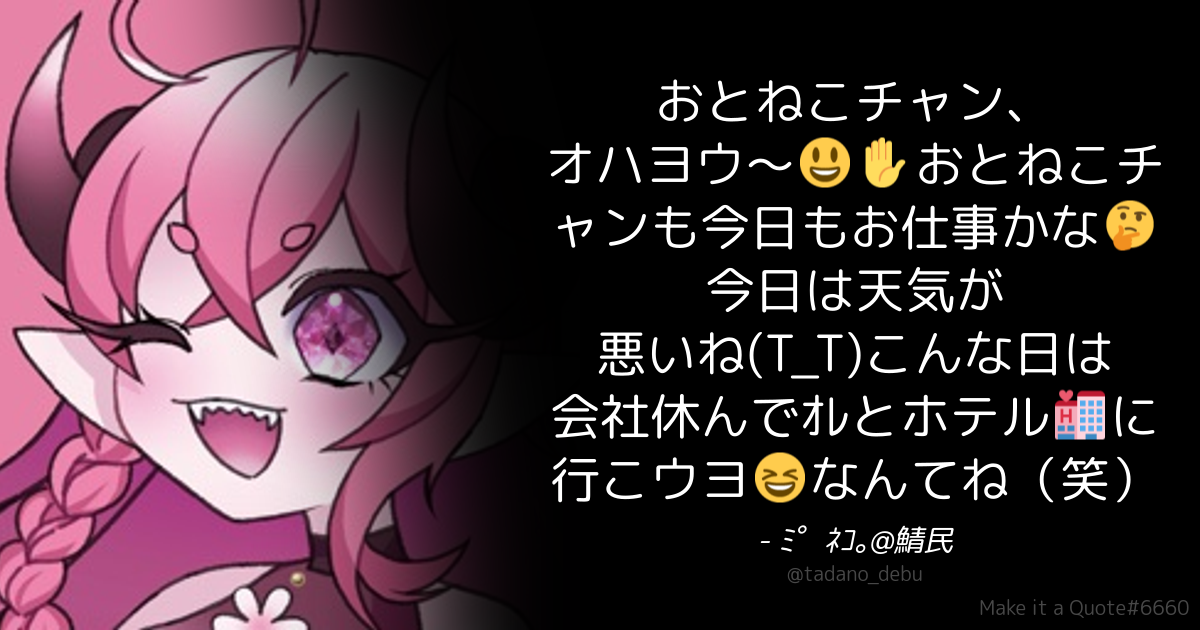 おとねこチャン、
オハヨウ〜😃✋おとねこチ
ャンも今日もお仕事かな🤔
今日は天気が
悪いね(T_T)こんな日は
会社休んでｵﾚとホテル🏩に
行こウヨ😆なんてね（笑）
- ミ゜ﾈｺ｡@鯖民
@tadano_debu
Make it a Quote#6660